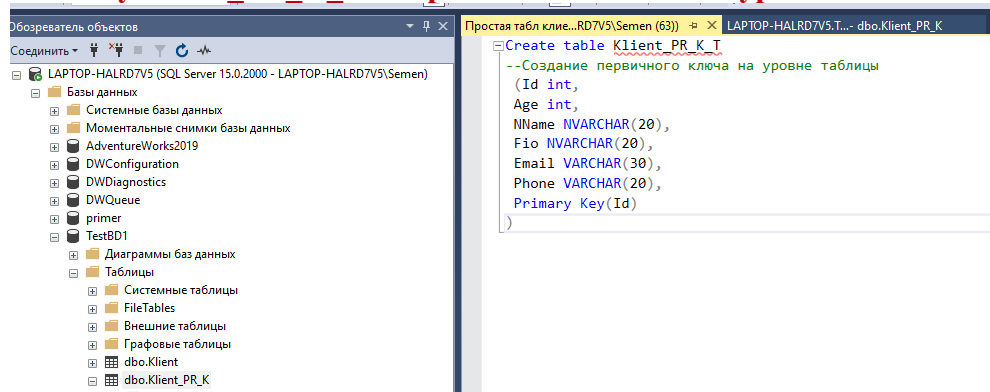 Обозреватель объектов
Соединить
LAPTOP-HALRD7V5 (SQL Server 15.0.2000 - LAPTOP-HALRD7V5\Semen)
Базы данных
Системные базы данных
Моментальные снимки базы данных
AdventureWorks2019
DWConfiguration
DWDiagnostics
DWQueue
primer
TestBD1
Диаграммы баз данных
Таблицы
Системные таблицы
FileTables
Внешние таблицы
Графовые таблицы
dbo.Klient
dbo.Klient_PR_K
Простая табл клие...RD7V5\Semen (63))
LAPTOP-HALRD7V5.T...- dbo.Klient_PR_K
Create table Klient_PR_K_T
--Создание первичного ключа на уровне таблицы
(Id int,
Age int,
NName NVARCHAR(20),
Fio NVARCHAR(20),
Email VARCHAR(30),
Phone VARCHAR(20),
Primary Key(Id)
)